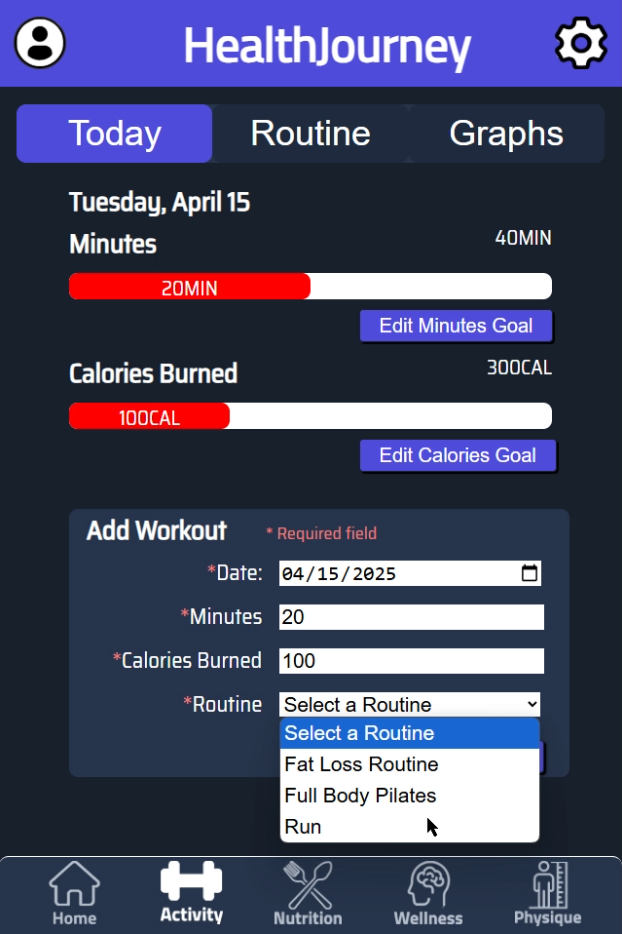 HealthJourney
Today Routine Graphs
Tuesday, April 15
Minutes 40MIN
20MIN
Edit Minutes Goal
Calories Burned 300CAL
100CAL
Edit Calories Goal
Add Workout * Required field
*Date: 04/15/2025
*Minutes 20
*Calories Burned 100
*Routine Select a Routine
Select a Routine
Fat Loss Routine
Full Body Pilates
Run
Home Activity Nutrition Wellness Physique